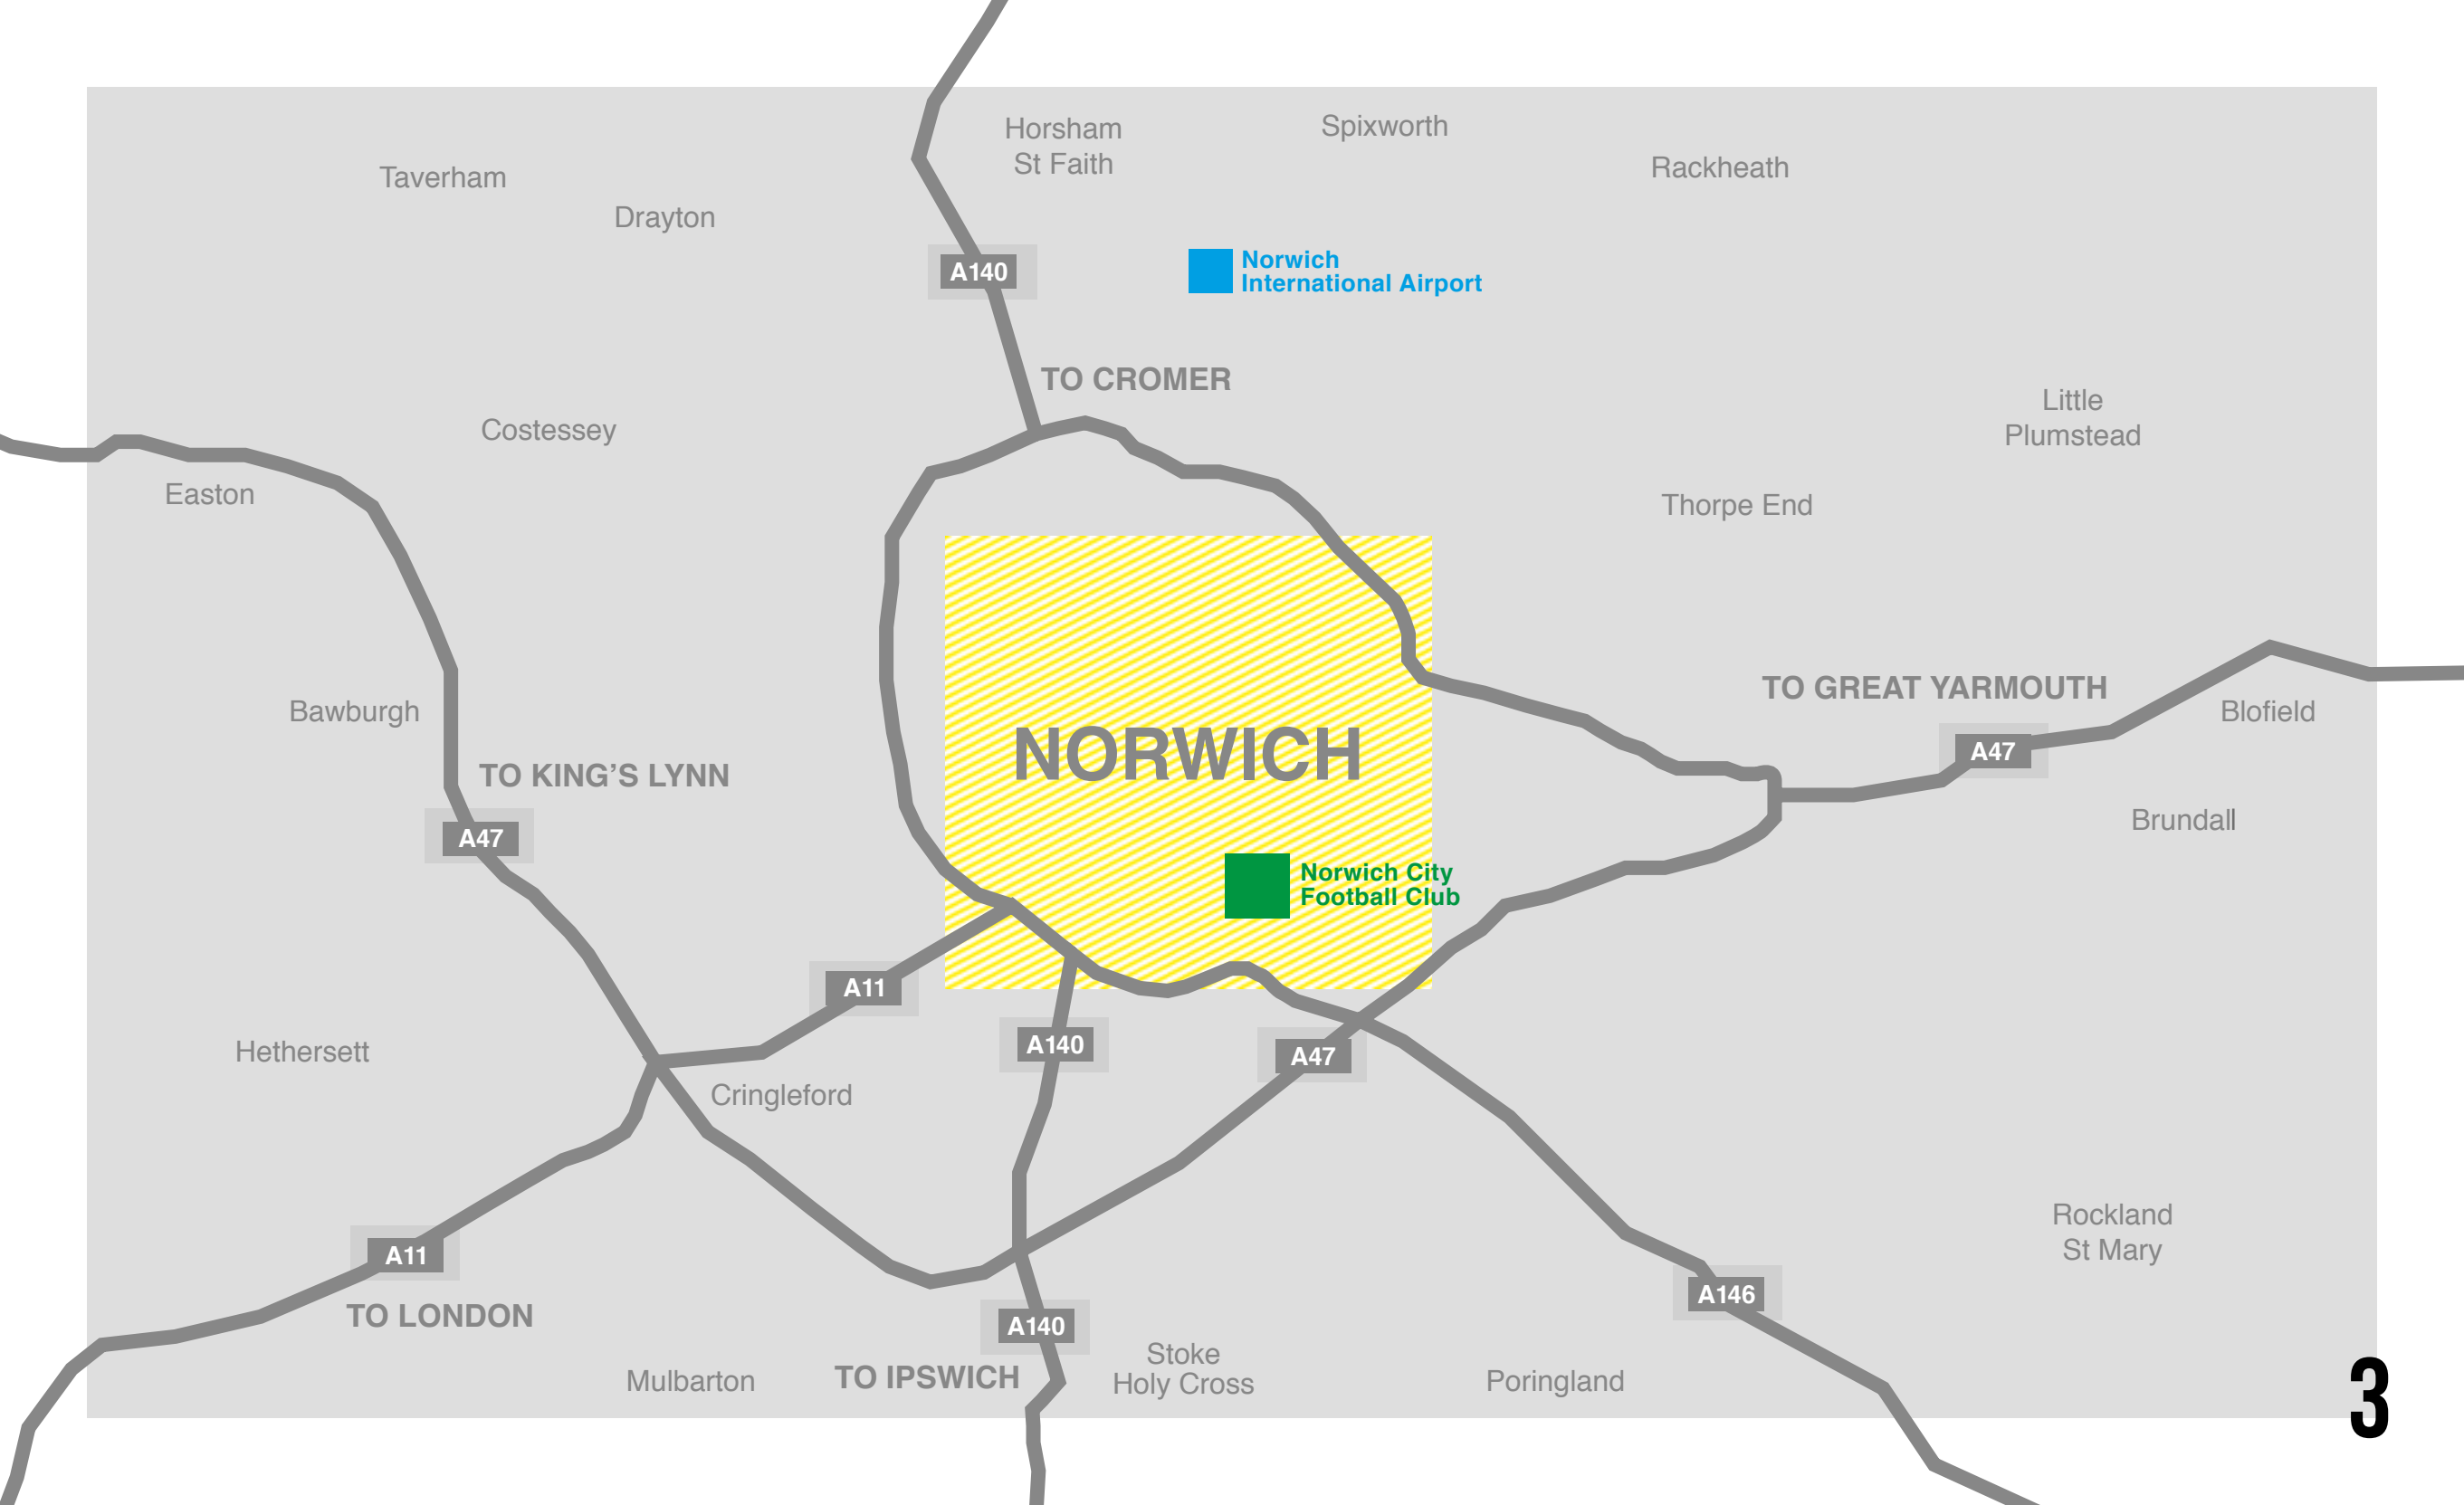 Horsham
St Faith
Spixworth
Rackheath
Taverham
Drayton
A140
Norwich
International Airport
TO CROMER
Costessey
Little
Plumstead
Easton
Thorpe End
TO GREAT YARMOUTH
Bawburgh
Blofield
NORWICH
A47
TO KING’S LYNN
A47
Brundall
Norwich City
Football Club
A11
A140
A47
Hethersett
Cringleford
Rockland
St Mary
A11
A146
TO LONDON
A140
Stoke
Holy Cross
TO IPSWICH
Mulbarton
Poringland
3